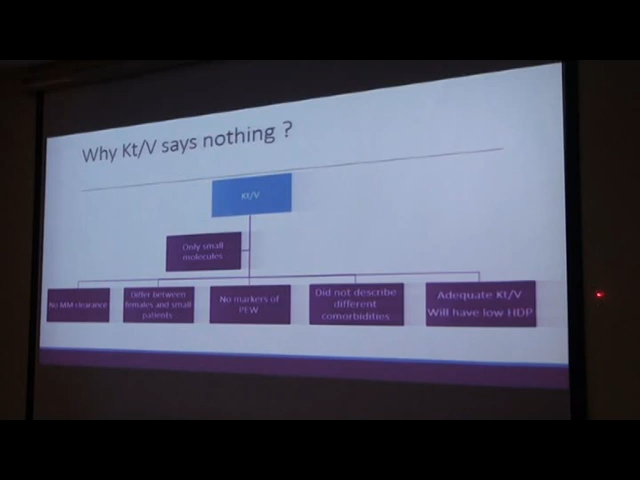 Why Kt/V says nothing ?
Kt/V
Only small
molecules
No MM clearance
Differ between
females and small
patients
No markers of
PEW
Did not describe
different
comorbidities
Adequate Kt/V
Will have low HDP